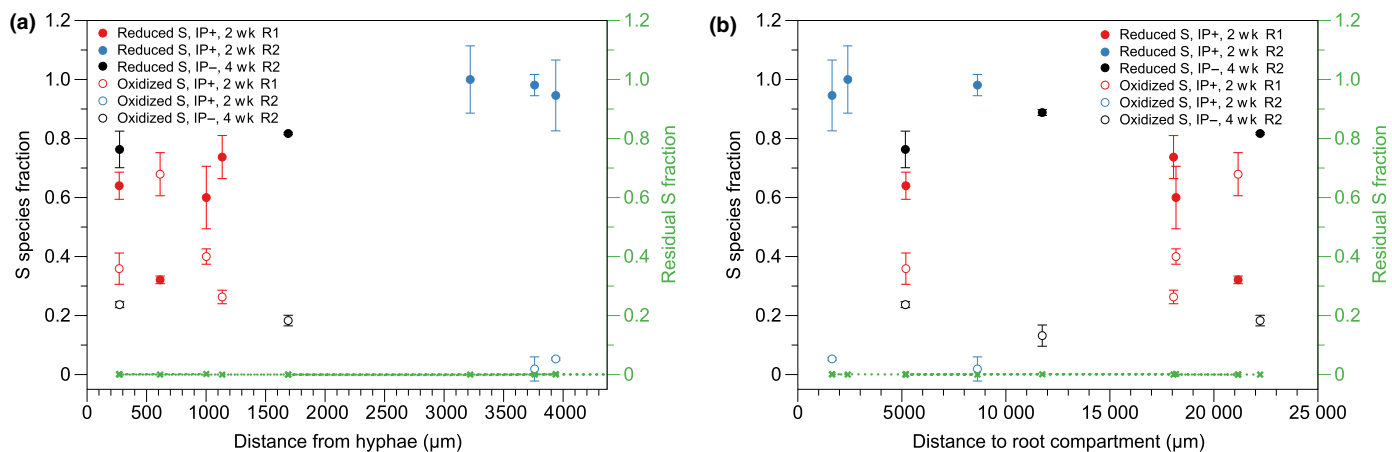 (a)
1.2
1.0
0.8
0.6
0.4
0.2
0
S species fraction
Reduced S, IP+, 2 wk R1
Reduced S, IP+, 2 wk R2
Reduced S, IP–, 4 wk R2
Oxidized S, IP+, 2 wk R1
Oxidized S, IP+, 2 wk R2
Oxidized S, IP–, 4 wk R2
1.2
1.0
0.8
0.6
0.4
0.2
0
Residual S fraction
0 500 1000 1500 2000 2500 3000 3500 4000
Distance from hyphae (µm)
(b)
1.2
1.0
0.8
0.6
0.4
0.2
0
S species fraction
Reduced S, IP+, 2 wk R1
Reduced S, IP+, 2 wk R2
Reduced S, IP–, 4 wk R2
Oxidized S, IP+, 2 wk R1
Oxidized S, IP+, 2 wk R2
Oxidized S, IP–, 4 wk R2
1.2
1.0
0.8
0.6
0.4
0.2
0
Residual S fraction
0 5000 10 000 15 000 20 000 25 000
Distance to root compartment (µm)